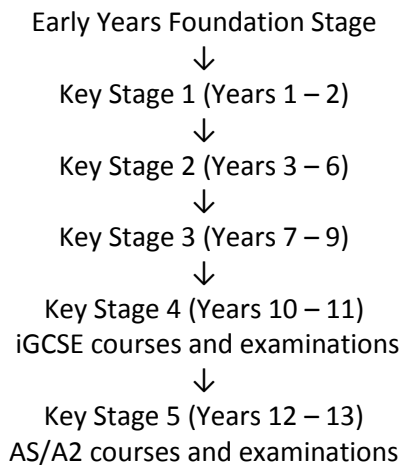 Early Years Foundation Stage
↓
Key Stage 1 (Years 1 – 2)
↓
Key Stage 2 (Years 3 – 6)
↓
Key Stage 3 (Years 7 – 9)
↓
Key Stage 4 (Years 10 – 11)
iGCSE courses and examinations
↓
Key Stage 5 (Years 12 – 13)
AS/A2 courses and examinations